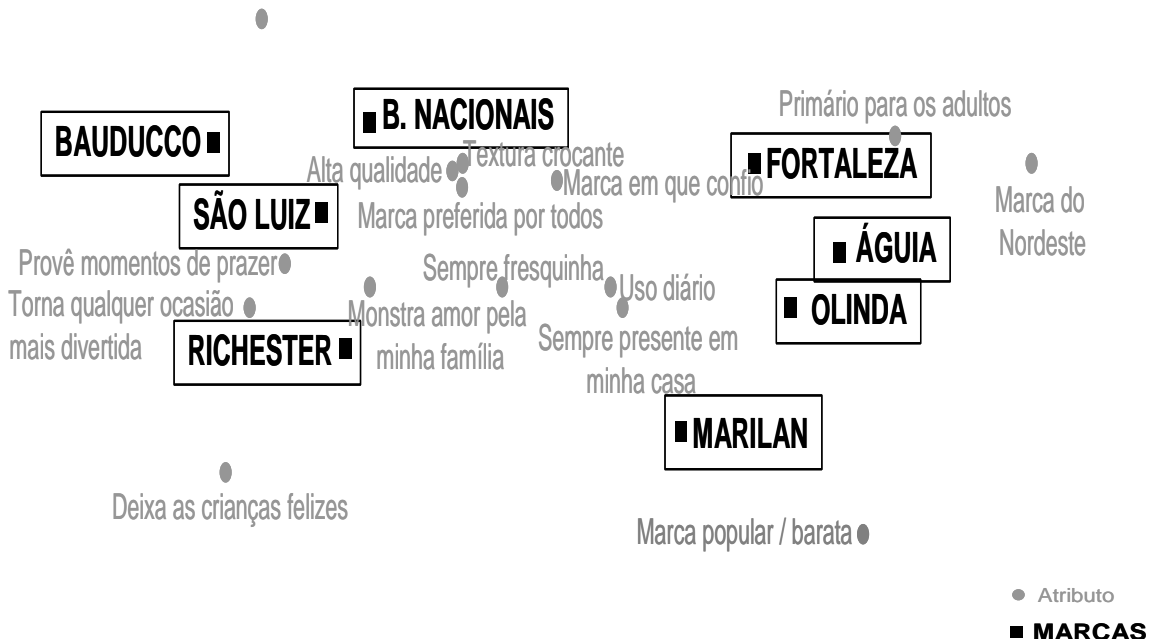 B. NACIONAIS
Primário para os adultos
BAUDUCCO
Textura crocante
FORTALEZA
Alta qualidade
Marca em que confio
Marca do
Nordeste
SÃO LUIZ
Marca preferida por todos
ÁGUIA
Provê momentos de prazer
Sempre fresquinha
Uso diário
Torna qualquer ocasião
mais divertida
Monstra amor pela
minha família
OLINDA
RICHESTER
Sempre presente em
minha casa
MARILAN
Deixa as crianças felizes
Marca popular / barata
Atributo
MARCAS